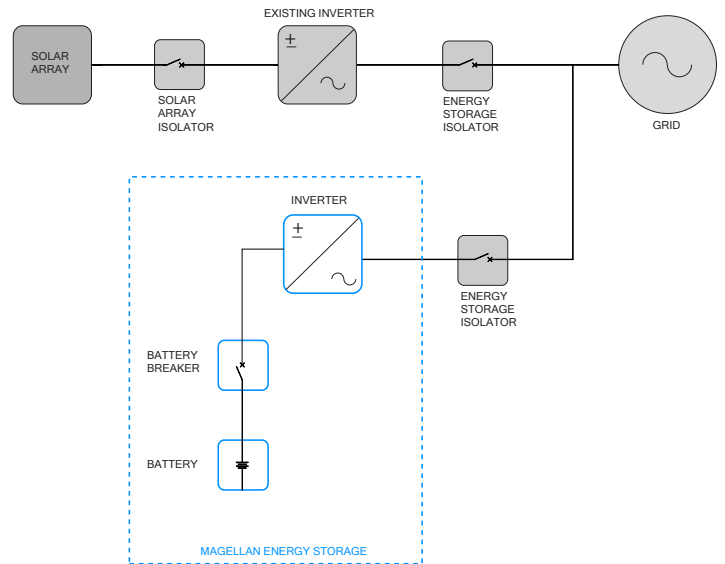 EXISTING INVERTER
SOLAR
ARRAY
SOLAR
ARRAY
ISOLATOR
ENERGY
STORAGE
ISOLATOR
GRID
INVERTER
ENERGY
STORAGE
ISOLATOR
BATTERY
BREAKER
BATTERY
MAGELLAN ENERGY STORAGE